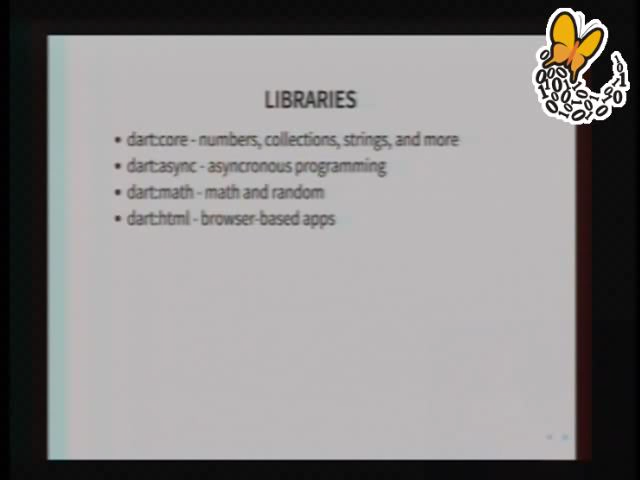 LIBRARIES
• dart:core - numbers, collections, strings, and more
• dart:async - asyncronous programming
• dart:math - math and random
• dart:html - browser-based apps